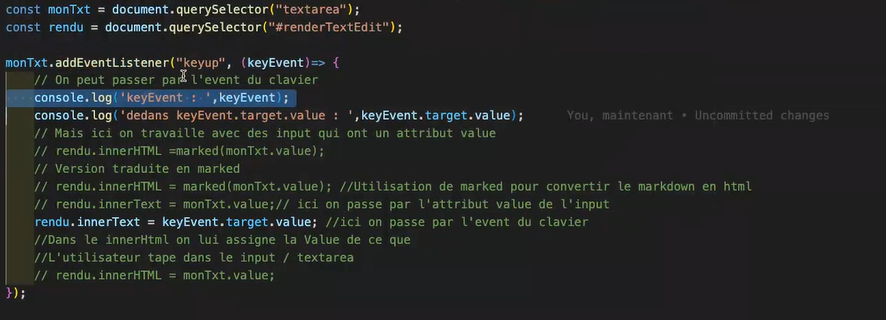 const monTxt = document.querySelector("textarea");
const rendu = document.querySelector("#renderTextEdit");
monTxt.addEventListener("keyup", (keyEvent)=> {
// On peut passer par l'event du clavier
console.log('keyEvent : ',keyEvent);
console.log('dedans keyEvent.target.value : ',keyEvent.target.value); You, maintenant • Uncommitted changes
// Mais ici on travaille avec des input qui ont un attribut value
// rendu.innerHTML =marked(monTxt.value);
// Version traduite en marked
// rendu.innerHTML = marked(monTxt.value); //Utilisation de marked pour convertir le markdown en html
// rendu.innerText = monTxt.value;// ici on passe par l'attribut value de l'input
rendu.innerText = keyEvent.target.value; //ici on passe par l'event du clavier
//Dans le innerHtml on lui assigne la Value de ce que
//L'utilisateur tape dans le input / textarea
// rendu.innerHTML = monTxt.value;
});